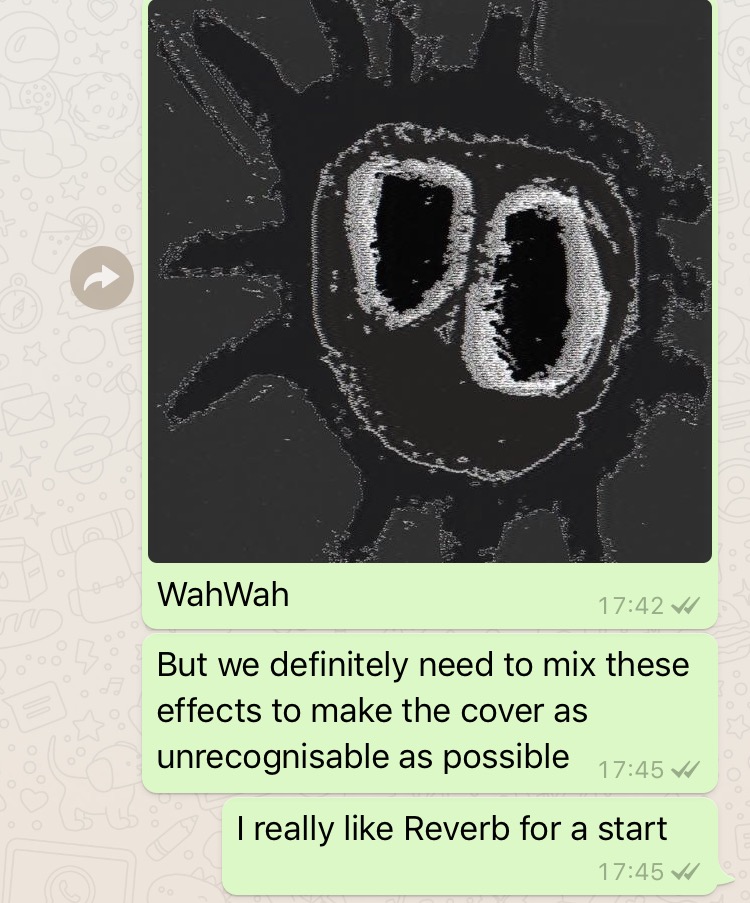 WahWah
17:42
But we definitely need to mix these
effects to make the cover as
unrecognisable as possible
17:45
I really like Reverb for a start
17:45